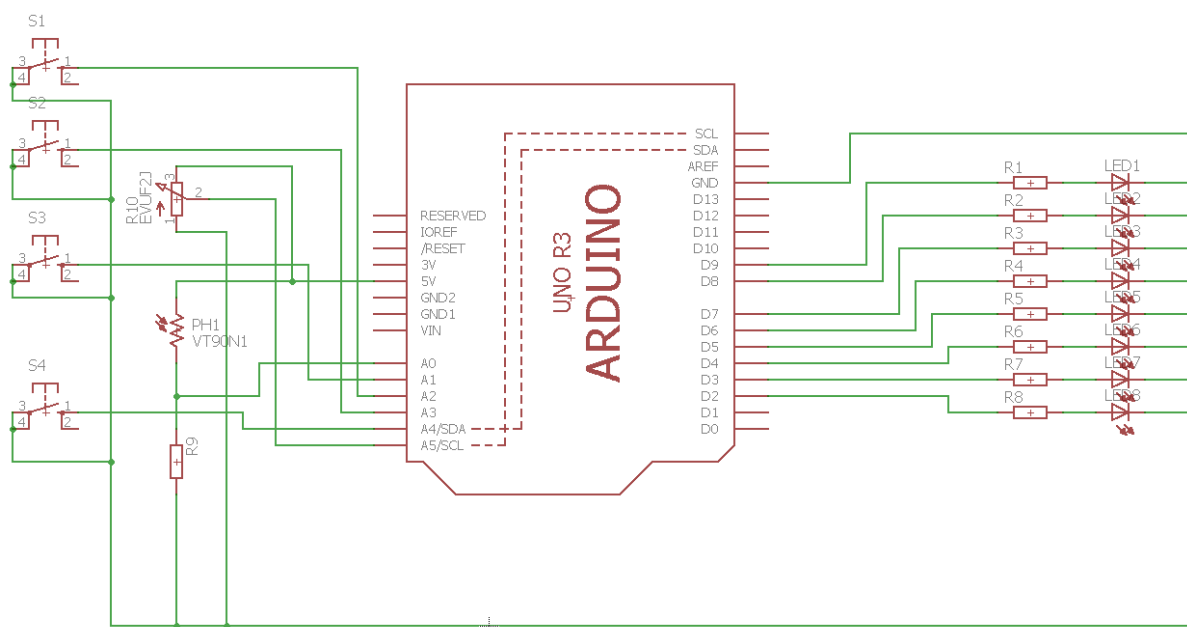 S1
3 1
4 2
S2
3 1
4 2
S3
3 1
4 2
S4
3 1
4 2
R10
EVUF2J
3
2
1
PH1
VT90N1
R9
RESERVED
IOREF
/RESET
3V
5V
GND2
GND1
VIN
A0
A1
A2
A3
A4/SDA
A5/SCL
UNO R3
ARDUINO
SCL
SDA
AREF
GND
D13
D12
D11
D10
D9
D8
D7
D6
D5
D4
D3
D2
D1
D0
R1 LED1
R2 LED2
R3 LED3
R4 LED4
R5 LED5
R6 LED6
R7 LED7
R8 LED8